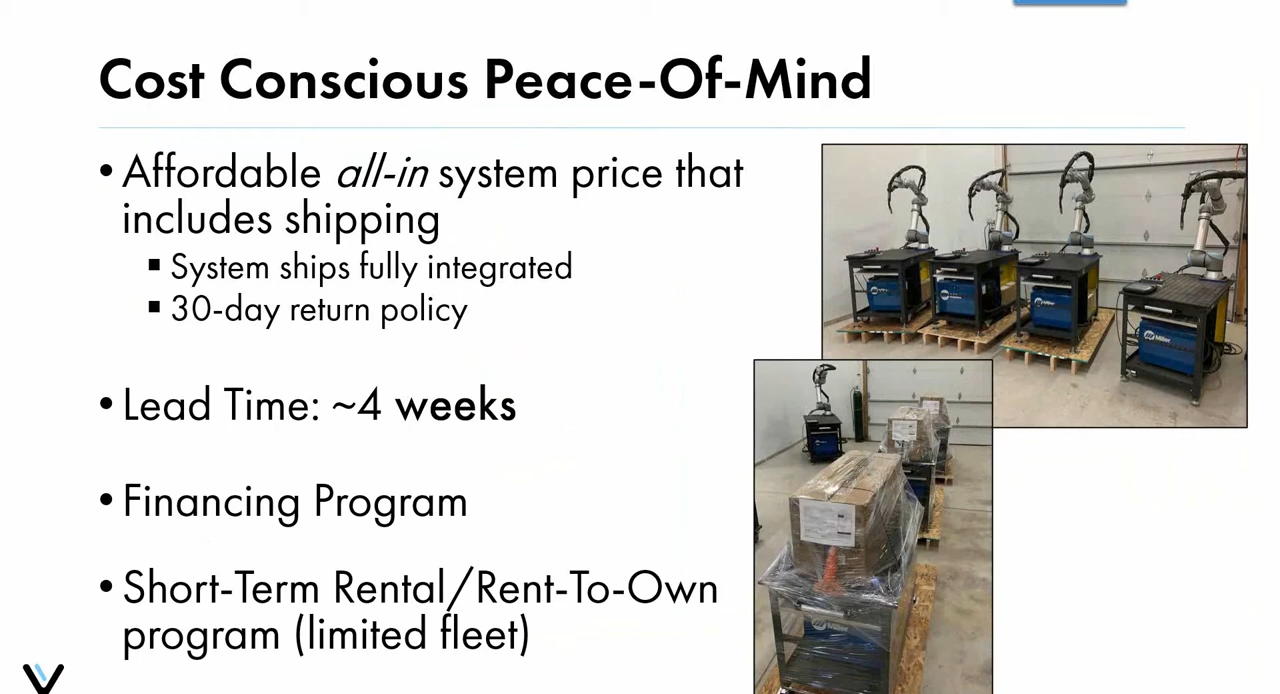 Cost Conscious Peace-Of-Mind
• Affordable all-in system price that
includes shipping
▪ System ships fully integrated
▪ 30-day return policy
• Lead Time: ~4 weeks
• Financing Program
• Short-Term Rental/Rent-To-Own
program (limited fleet)
Miller